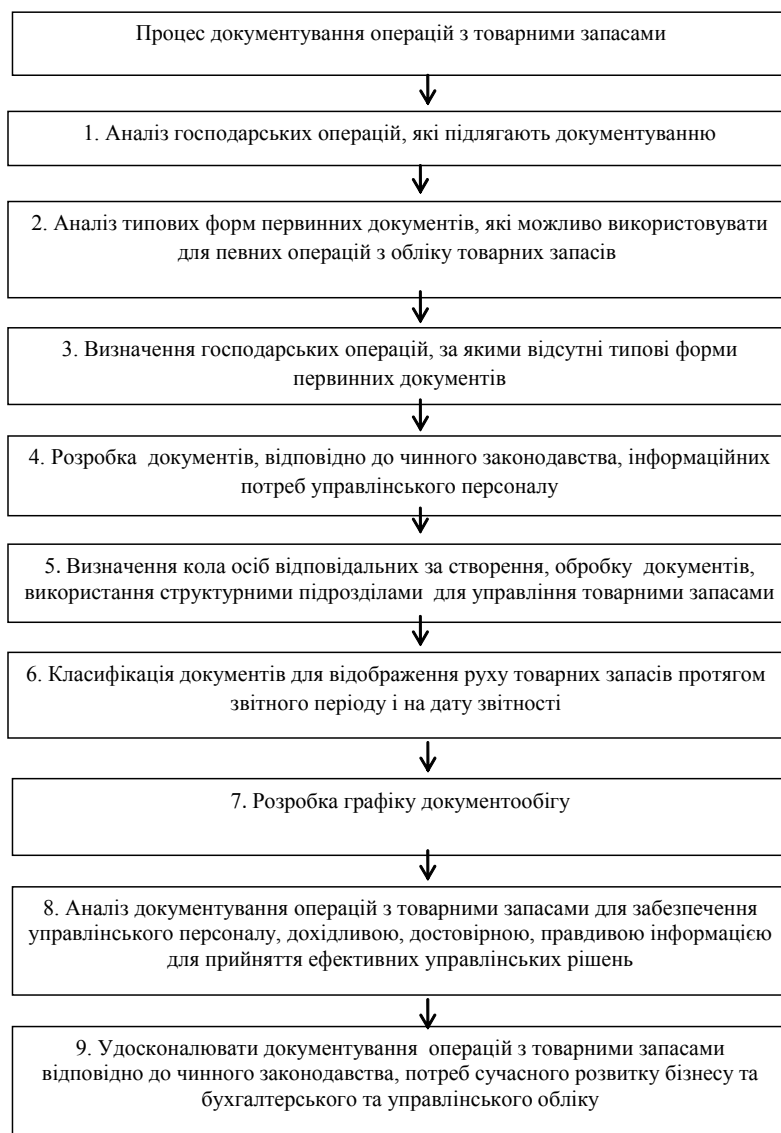 Процес документування операцій з товарними запасами
1. Аналіз господарських операцій, які підлягають документуванню
2. Аналіз типових форм первинних документів, які можливо використовувати
для певних операцій з обліку товарних запасів
3. Визначення господарських операцій, за якими відсутні типові форми
первинних документів
4. Розробка документів, відповідно до чинного законодавства, інформаційних
потреб управлінського персоналу
5. Визначення кола осіб відповідальних за створення, обробку документів,
використання структурними підрозділами для управління товарними запасами
6. Класифікація документів для відображення руху товарних запасів протягом
звітного періоду і на дату звітності
7. Розробка графіку документообігу
8. Аналіз документування операцій з товарними запасами для забезпечення
управлінського персоналу, дохідливою, достовірною, правдивою інформацією
для прийняття ефективних управлінських рішень
9. Удосконалювати документування операцій з товарними запасами
відповідно до чинного законодавства, потреб сучасного розвитку бізнесу та
бухгалтерського та управлінського обліку